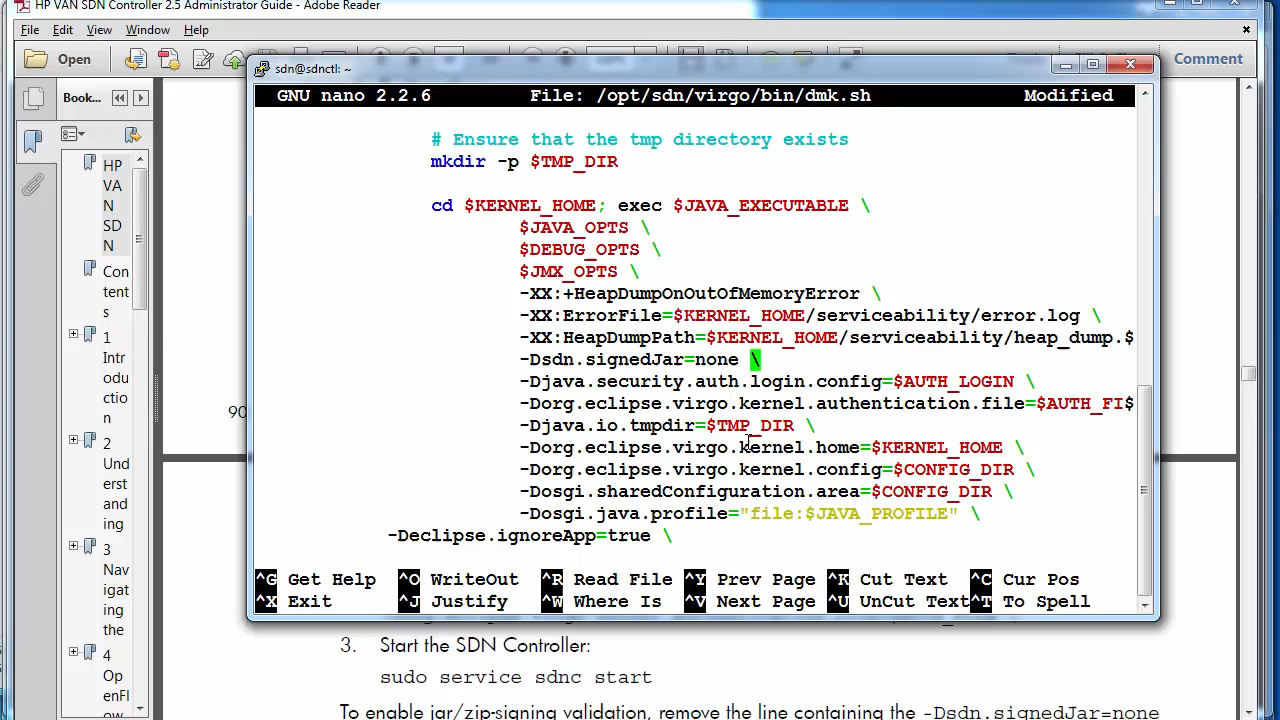 HP VAN SDN Controller 2.5 Administrator Guide - Adobe Reader
File Edit View Window Help
Open
Comment
Book...
HP
VA
N
SD
N
Con
tent
s
1
Intr
odu
ctio
n
2
Und
erst
and
ing
3
Nav
igat
ing
the
4
Op
enFl
ow
90
sdn@sdnctl: ~
GNU nano 2.2.6 File: /opt/sdn/virgo/bin/dmk.sh Modified
# Ensure that the tmp directory exists
mkdir -p $TMP_DIR
cd $KERNEL_HOME; exec $JAVA_EXECUTABLE \
$JAVA_OPTS \
$DEBUG_OPTS \
$JMX_OPTS \
-XX:+HeapDumpOnOutOfMemoryError \
-XX:ErrorFile=$KERNEL_HOME/serviceability/error.log \
-XX:HeapDumpPath=$KERNEL_HOME/serviceability/heap_dump.$
-Dsdn.signedJar=none \
-Djava.security.auth.login.config=$AUTH_LOGIN \
-Dorg.eclipse.virgo.kernel.authentication.file=$AUTH_FI$
-Djava.io.tmpdir=$TMP_DIR \
-Dorg.eclipse.virgo.kernel.home=$KERNEL_HOME \
-Dorg.eclipse.virgo.kernel.config=$CONFIG_DIR \
-Dosgi.sharedConfiguration.area=$CONFIG_DIR \
-Dosgi.java.profile="file:$JAVA_PROFILE" \
-Declipse.ignoreApp=true \
^G Get Help ^O WriteOut ^R Read File ^Y Prev Page ^K Cut Text ^C Cur Pos
^X Exit ^J Justify ^W Where Is ^V Next Page ^U UnCut Text ^T To Spell
3. Start the SDN Controller:
sudo service sdnc start
To enable jar/zip-signing validation, remove the line containing the -Dsdn.signedJar=none